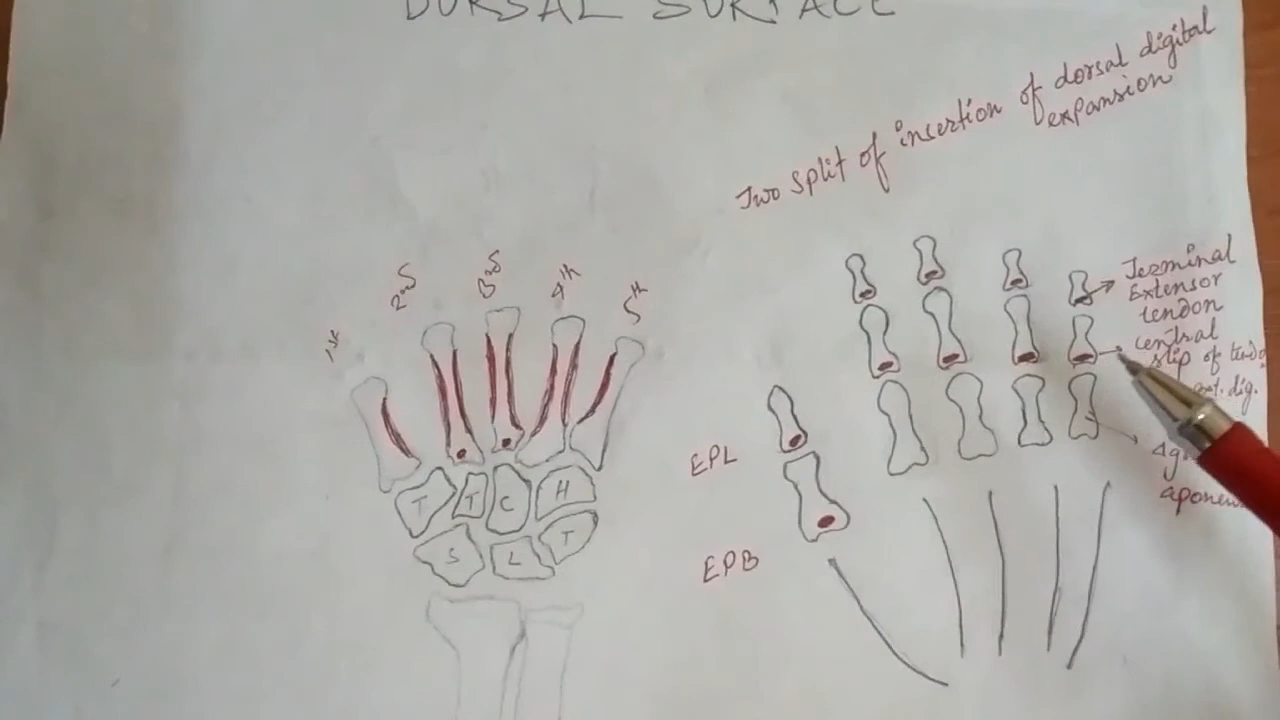 DORSAL SURFACE
Two split of insertion of dorsal digital
expansion
1st
2nd
3rd
4th
5th
T T C H
S L T
EPL
EPB
Terminal
Extensor
tendon
central
slip of
dig.